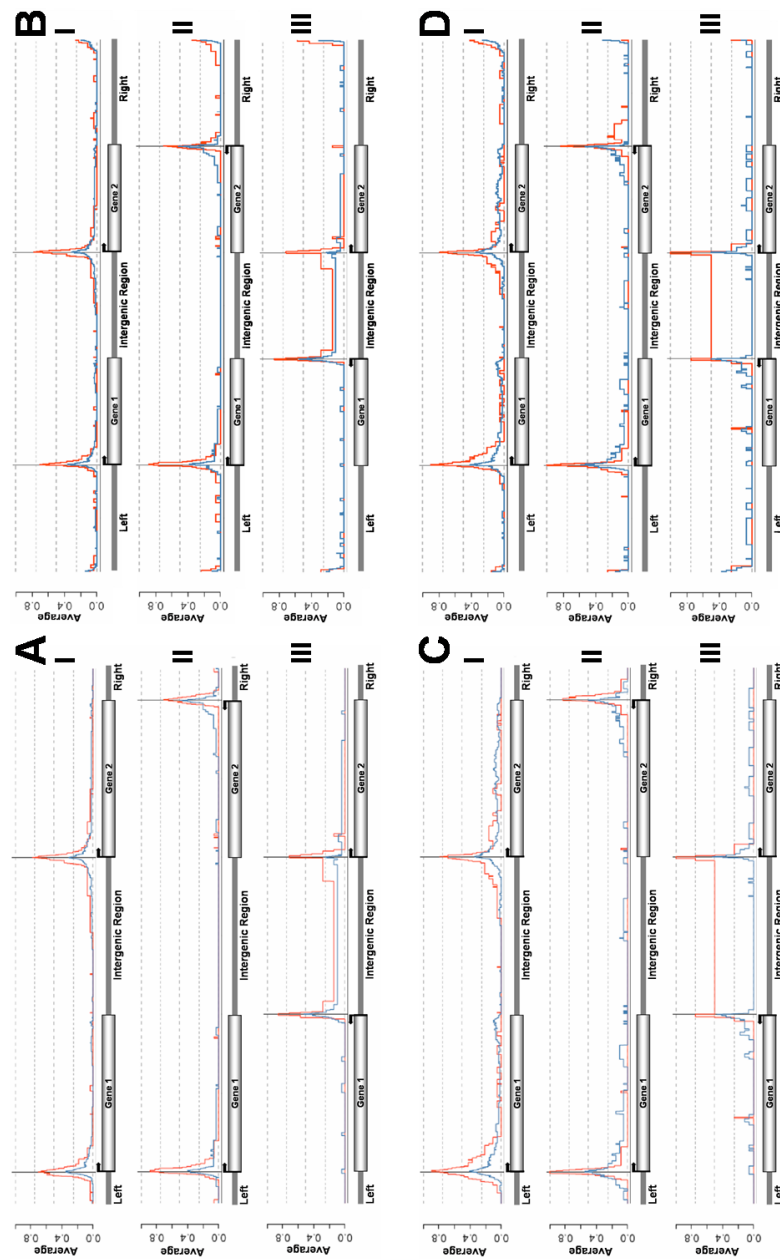 A
I
Average
0.8
0.4
0.0
Gene 1
Gene 2
Left
Intergenic Region
Right
II
Average
0.8
0.4
0.0
Gene 1
Gene 2
Left
Intergenic Region
Right
III
Average
0.8
0.4
0.0
Gene 1
Gene 2
Left
Intergenic Region
Right
B
I
Average
0.8
0.4
0.0
Gene 1
Gene 2
Left
Intergenic Region
Right
II
Average
0.8
0.4
0.0
Gene 1
Gene 2
Left
Intergenic Region
Right
III
Average
0.8
0.4
0.0
Gene 1
Gene 2
Left
Intergenic Region
Right
C
I
Average
0.8
0.4
0.0
Gene 1
Gene 2
Left
Intergenic Region
Right
II
Average
0.8
0.4
0.0
Gene 1
Gene 2
Left
Intergenic Region
Right
III
Average
0.8
0.4
0.0
Gene 1
Gene 2
Left
Intergenic Region
Right
D
I
Average
0.8
0.4
0.0
Gene 1
Gene 2
Left
Intergenic Region
Right
II
Average
0.8
0.4
0.0
Gene 1
Gene 2
Left
Intergenic Region
Right
III
Average
0.8
0.4
0.0
Gene 1
Gene 2
Left
Intergenic Region
Right